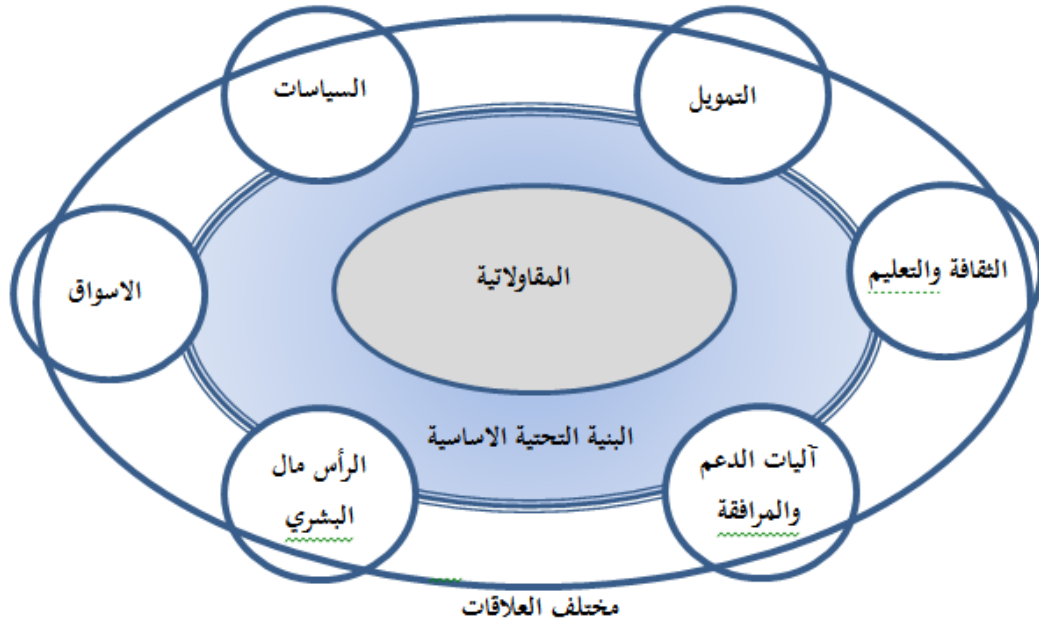 السياسات
التمويل
الثقافة والتعليم
المقاولاتية
الاسواق
البنية التحتية الاساسية
آليات الدعم
والمرافقة
الرأس مال
البشري
مختلف العلاقات